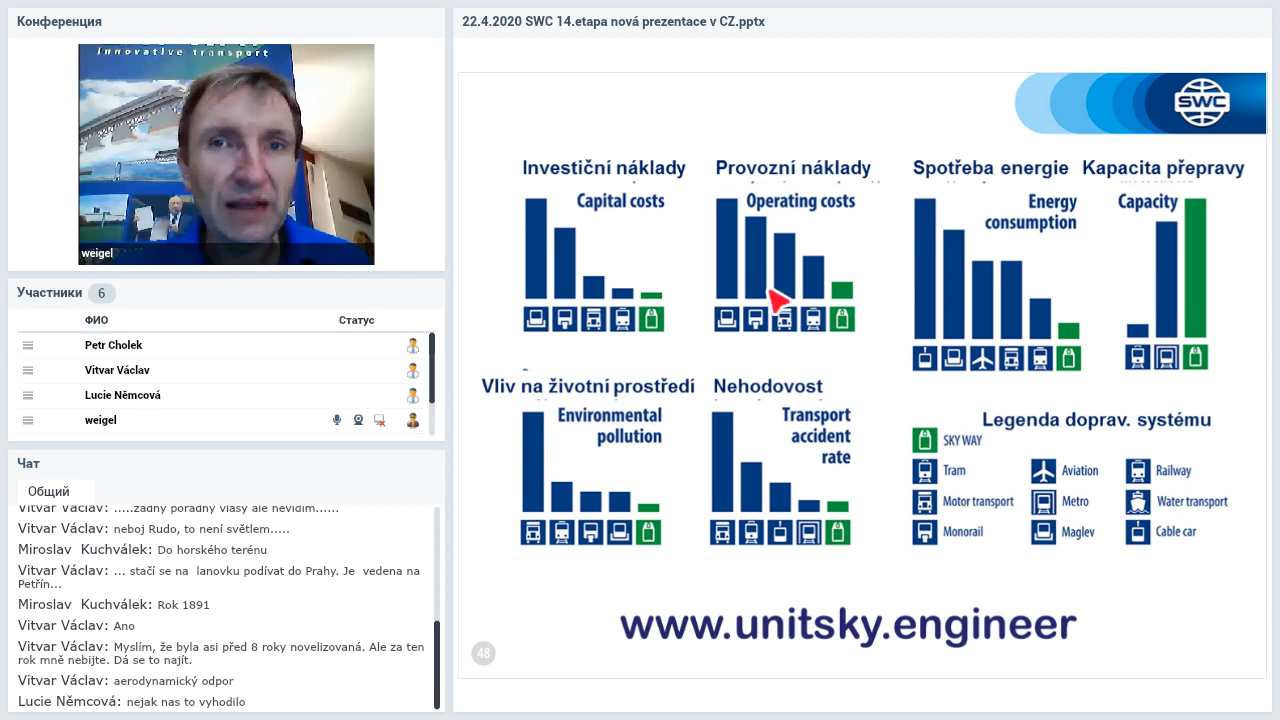 Конференция
Innovative transport
weigel
Участники 6
ФИО Статус
Petr Cholek
Vitvar Václav
Lucie Němcová
weigel
Чат
Общий
Vitvar Václav: .....žádný pořádný vlasy ale nevidím......
Vitvar Václav: neboj Rudo, to není světlem.....
Miroslav Kuchválek: Do horského terénu
Vitvar Václav: ... stačí se na lanovku podívat do Prahy. Je vedena na
Petřín...
Miroslav Kuchválek: Rok 1891
Vitvar Václav: Ano
Vitvar Václav: Myslím, že byla asi před 8 roky novelizovaná. Ale za ten
rok mně nebijte. Dá se to najít.
Vitvar Václav: aerodynamický odpor
Lucie Němcová: nejak nas to vyhodilo
22.4.2020 SWC 14.etapa nová prezentace v CZ.pptx
SWC
Investiční náklady
Capital costs
Provozní náklady
Operating costs
Spotřeba energie
Energy
consumption
Kapacita přepravy
Capacity
Vliv na životní prostředí
Environmental
pollution
Nehodovost
Transport
accident
rate
Legenda doprav. systému
SKY WAY
Tram Aviation Railway
Motor transport Metro Water transport
Monorail Maglev Cable car
www.unitsky.engineer
48